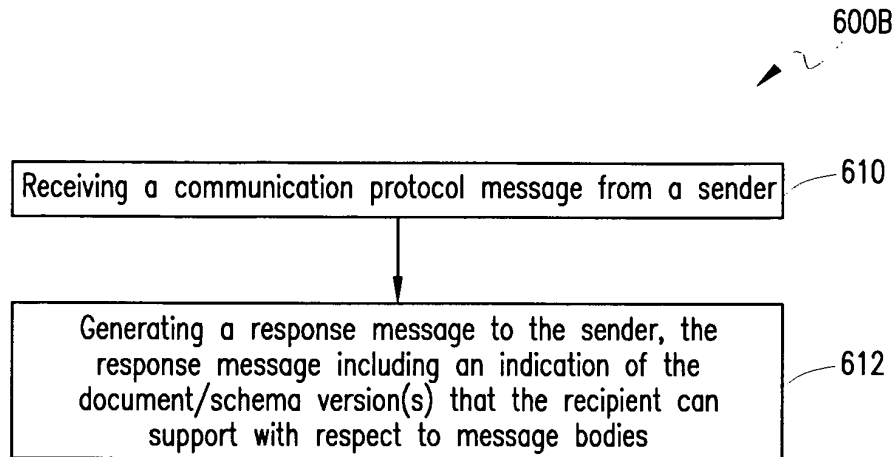 600B
Receiving a communication protocol message from a sender
610
Generating a response message to the sender, the
response message including an indication of the
document/schema version(s) that the recipient can
support with respect to message bodies
612